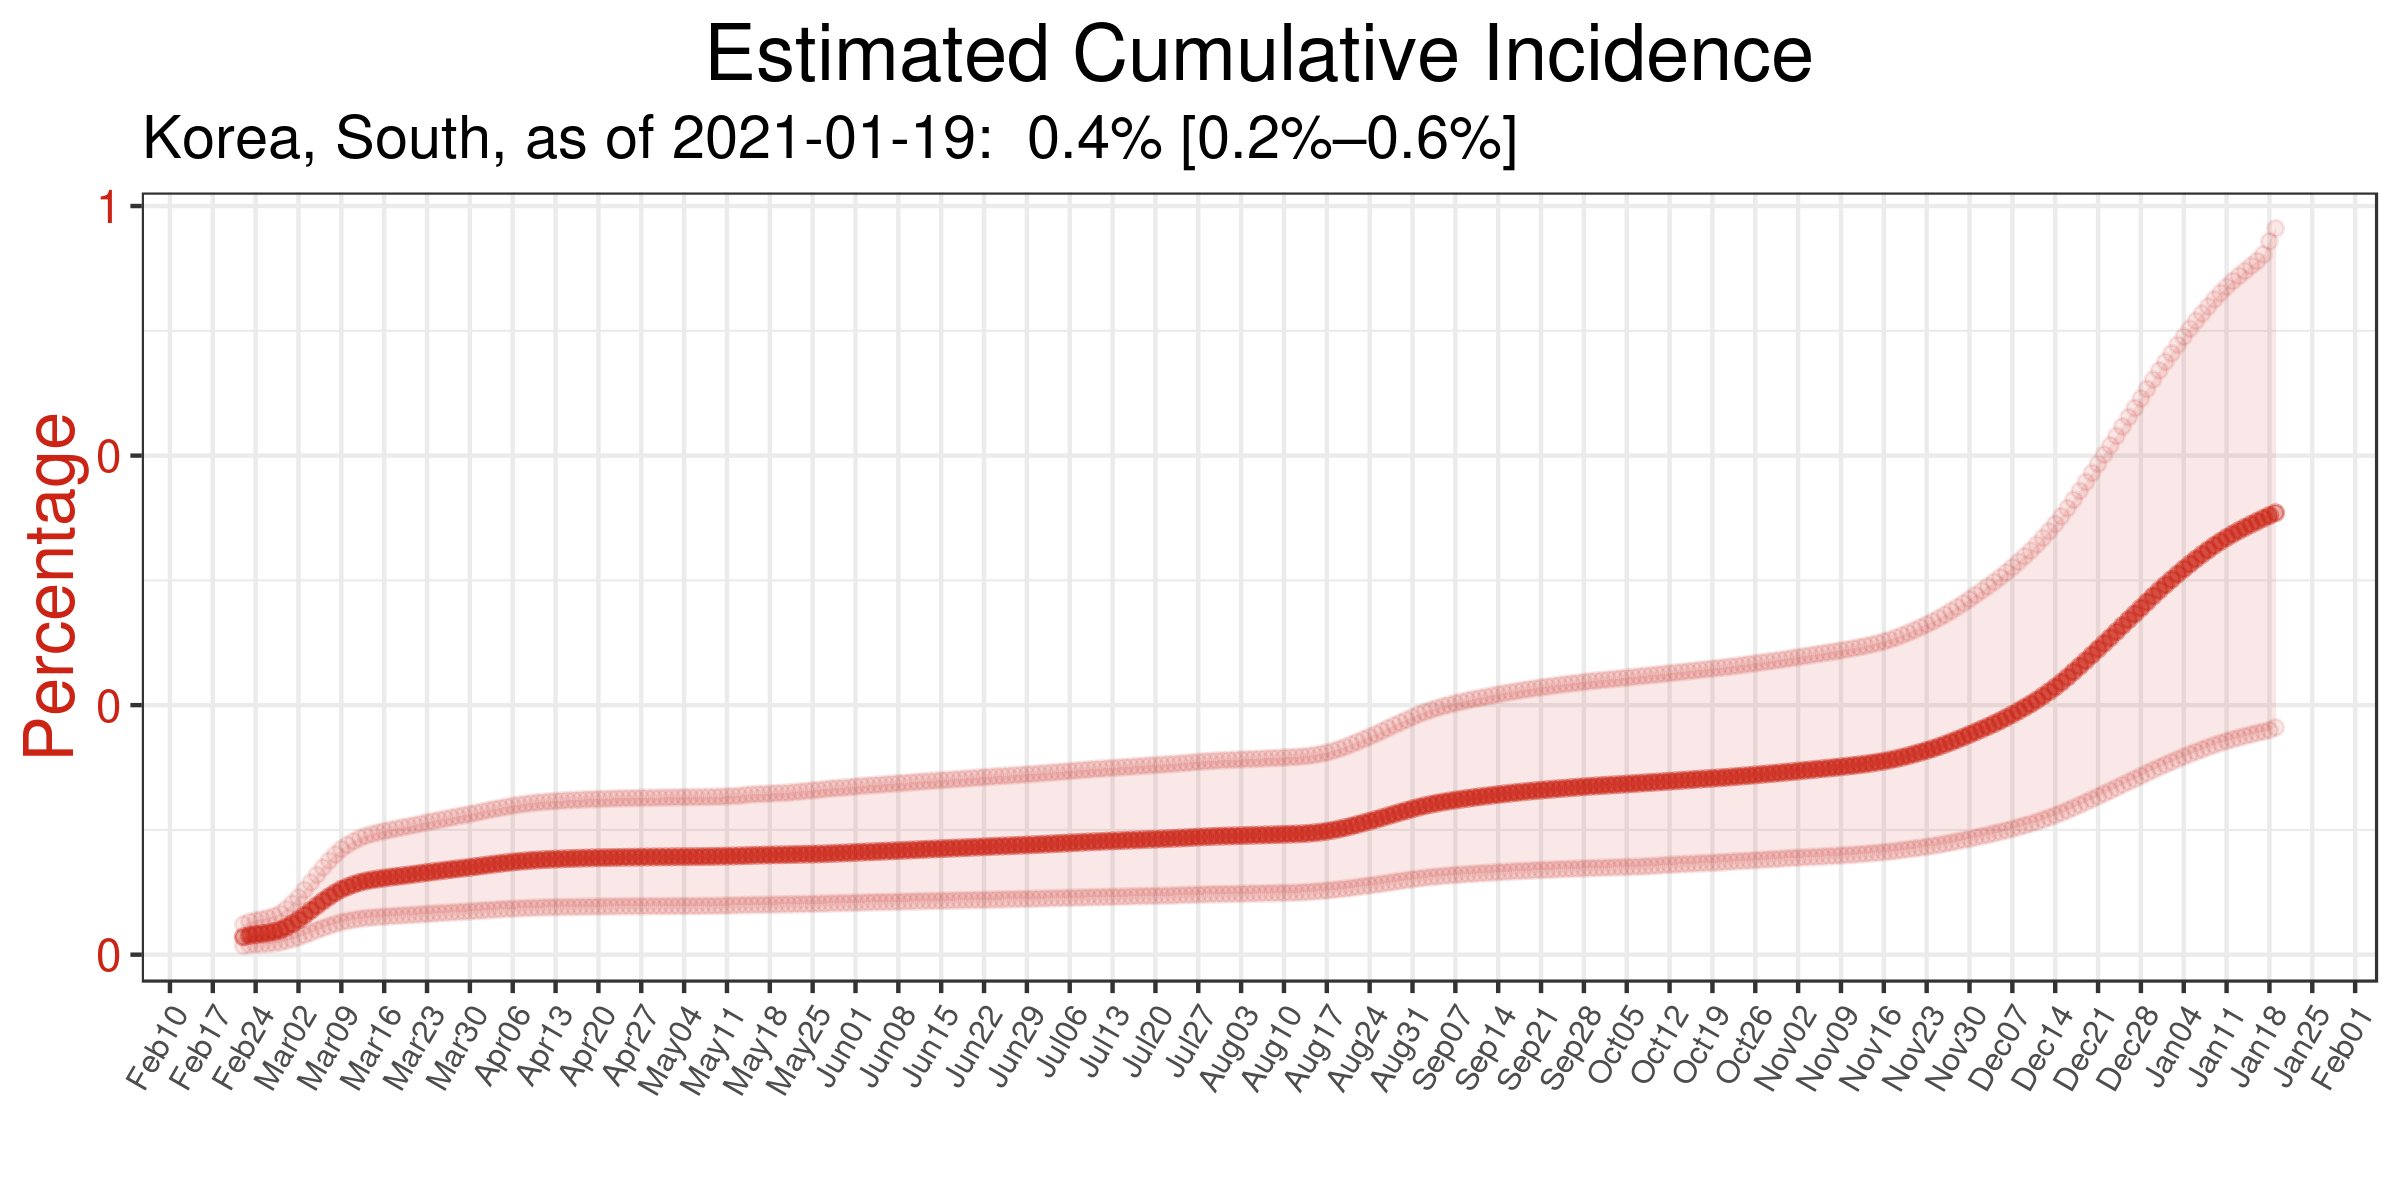 Estimated Cumulative Incidence
Korea, South, as of 2021-01-19:  0.4% [0.2%–0.6%]
Percentage
1
0
0
0
Feb10
Feb17
Feb24
Mar02
Mar09
Mar16
Mar23
Mar30
Apr06
Apr13
Apr20
Apr27
May04
May11
May18
May25
Jun01
Jun08
Jun15
Jun22
Jun29
Jul06
Jul13
Jul20
Jul27
Aug03
Aug10
Aug17
Aug24
Aug31
Sep07
Sep14
Sep21
Sep28
Oct05
Oct12
Oct19
Oct26
Nov02
Nov09
Nov16
Nov23
Nov30
Dec07
Dec14
Dec21
Dec28
Jan04
Jan11
Jan18
Jan25
Feb01